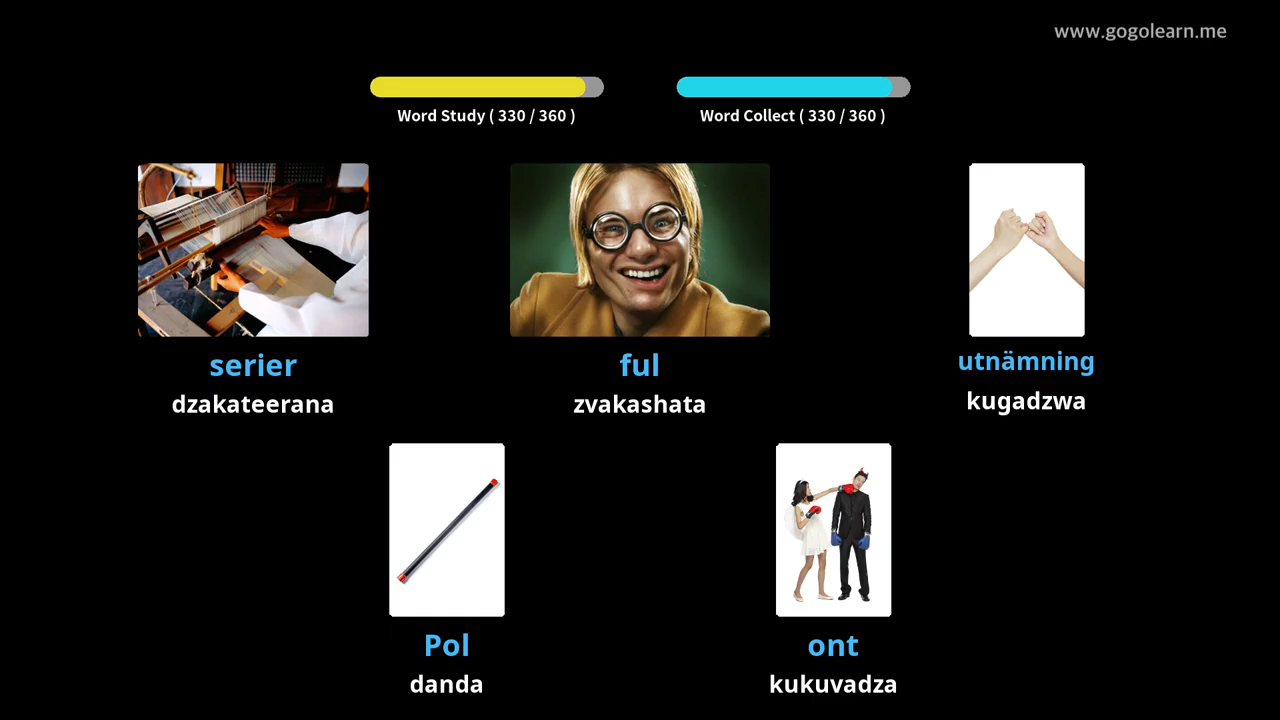 www.gogolearn.me
Word Study ( 330 / 360 )
Word Collect ( 330 / 360 )
serier
dzakateerana
ful
zvakashata
utnämning
kugadzwa
Pol
danda
ont
kukuvadza